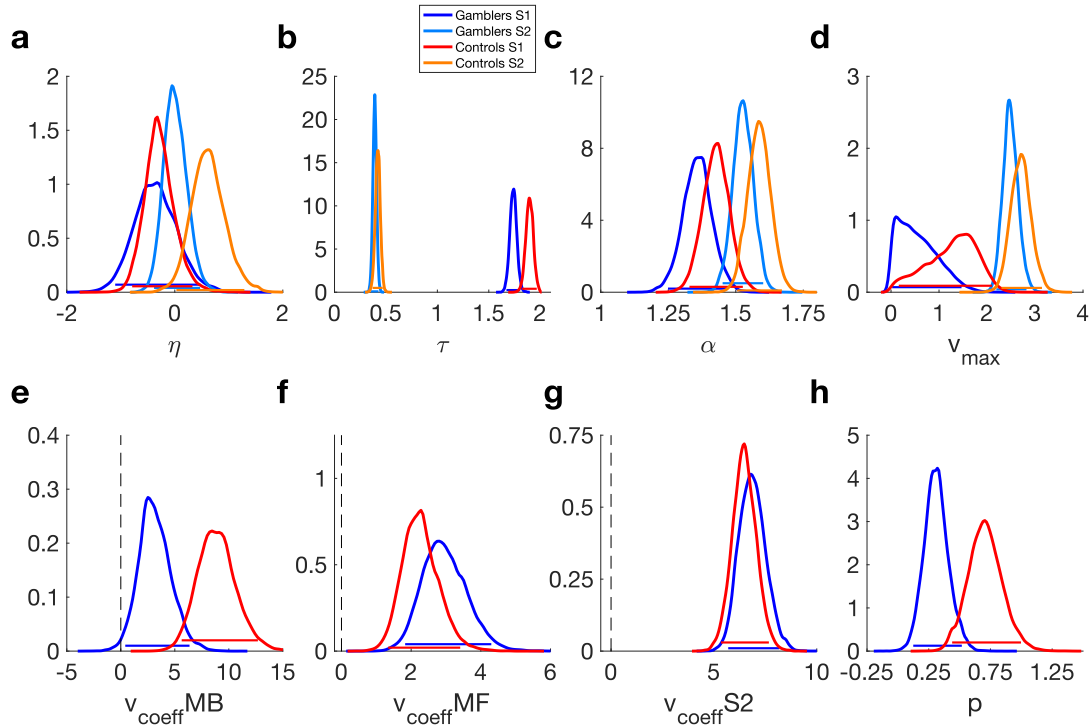 Gamblers S1
Gamblers S2
Controls S1
Controls S2
a
2
1.5
1
0.5
0
-2 0 2
η
b
25
20
15
10
5
0
0 0.5 1 1.5 2
τ
c
12
8
4
0
1 1.25 1.5 1.75
α
d
3
2
1
0
0 1 2 3 4
v_max
e
0.4
0.3
0.2
0.1
0
-5 0 5 10 15
v_coeffMB
f
1
0.5
0
0 2 4 6
v_coeffMF
g
0.75
0.5
0.25
0
0 5 10
v_coeffS2
h
5
4
3
2
1
0
-0.25 0.25 0.75 1.25
p